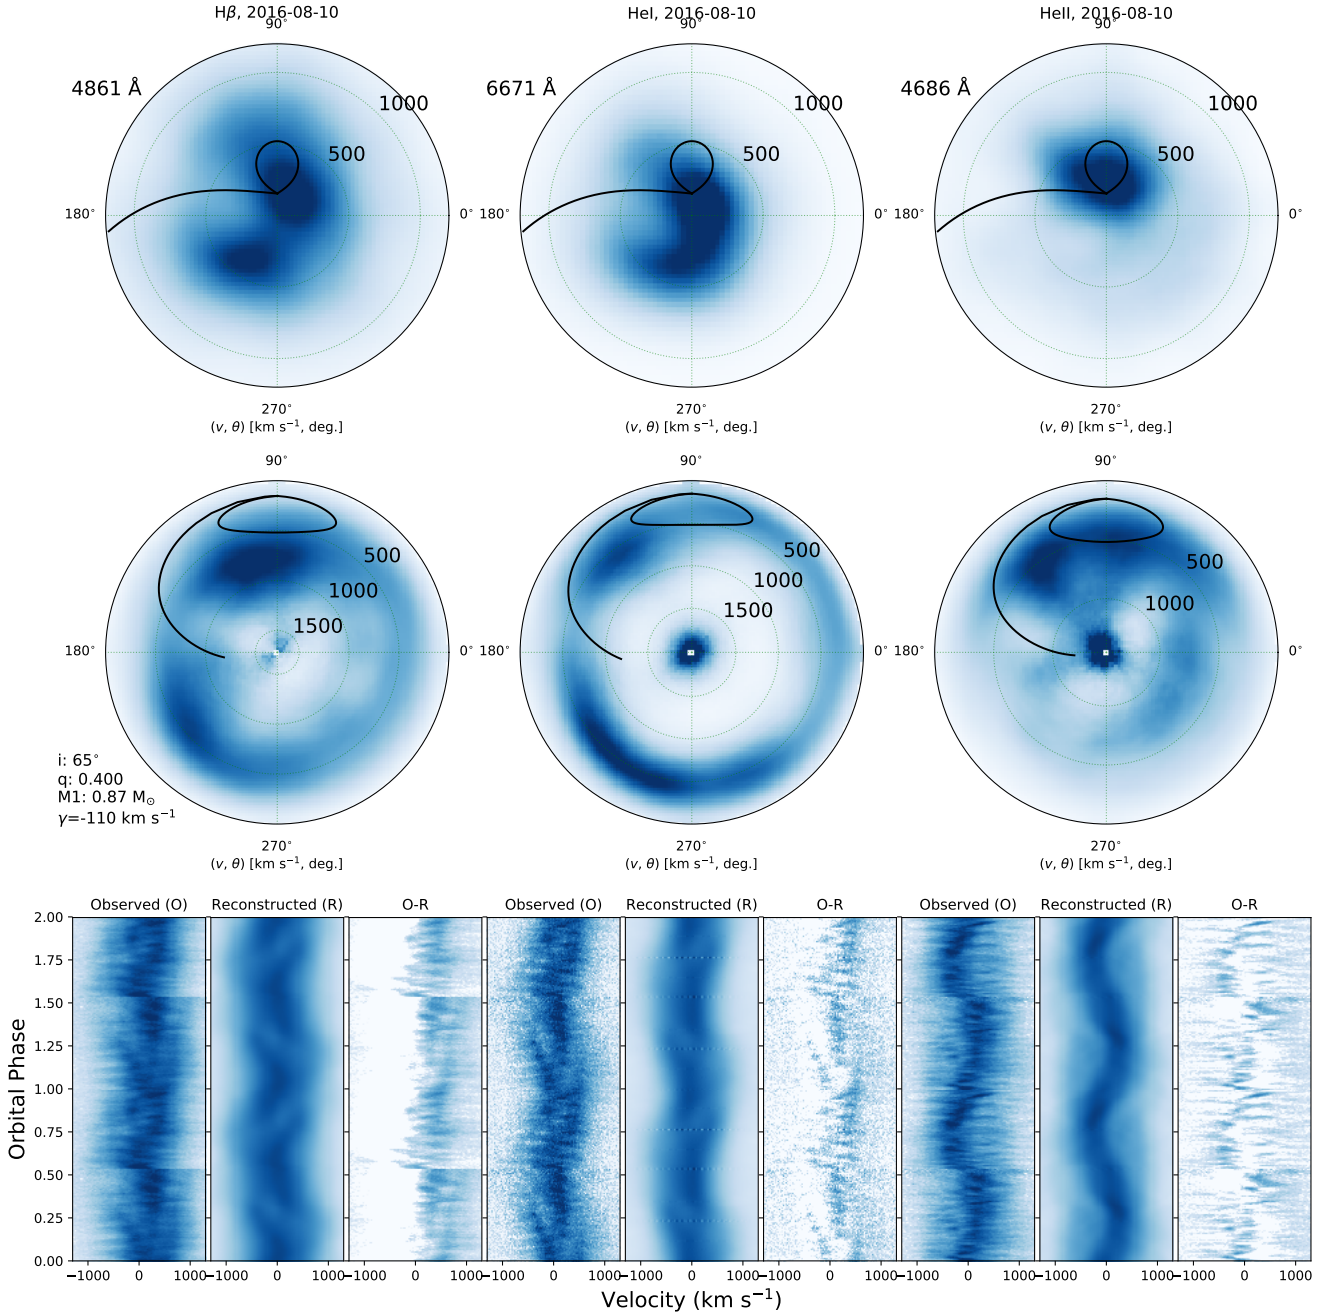 Hβ, 2016-08-10 HeI, 2016-08-10 HeII, 2016-08-10
90° 90° 90°
4861 Å 1000 6671 Å 1000 4686 Å 1000
500 500 500
180° 0° 180° 0° 180° 0°
270° 270° 270°
(v, θ) [km s⁻¹, deg.] (v, θ) [km s⁻¹, deg.] (v, θ) [km s⁻¹, deg.]
90° 90° 90°
500 500 500
1000 1000 1000
1500 1500
180° 0° 180° 0° 180° 0°
i: 65°
q: 0.400
M1: 0.87 M⊙
γ=-110 km s⁻¹
270° 270° 270°
(v, θ) [km s⁻¹, deg.] (v, θ) [km s⁻¹, deg.] (v, θ) [km s⁻¹, deg.]
Observed (O) Reconstructed (R) O-R Observed (O) Reconstructed (R) O-R Observed (O) Reconstructed (R) O-R
Orbital Phase
2.00
1.75
1.50
1.25
1.00
0.75
0.50
0.25
0.00
−1000 0 1000 0 1000 0 1000 −1000 0 1000 0 1000 −1000 0 1000 −1000 0 1000 0 1000 0 1000
Velocity (km s⁻¹)